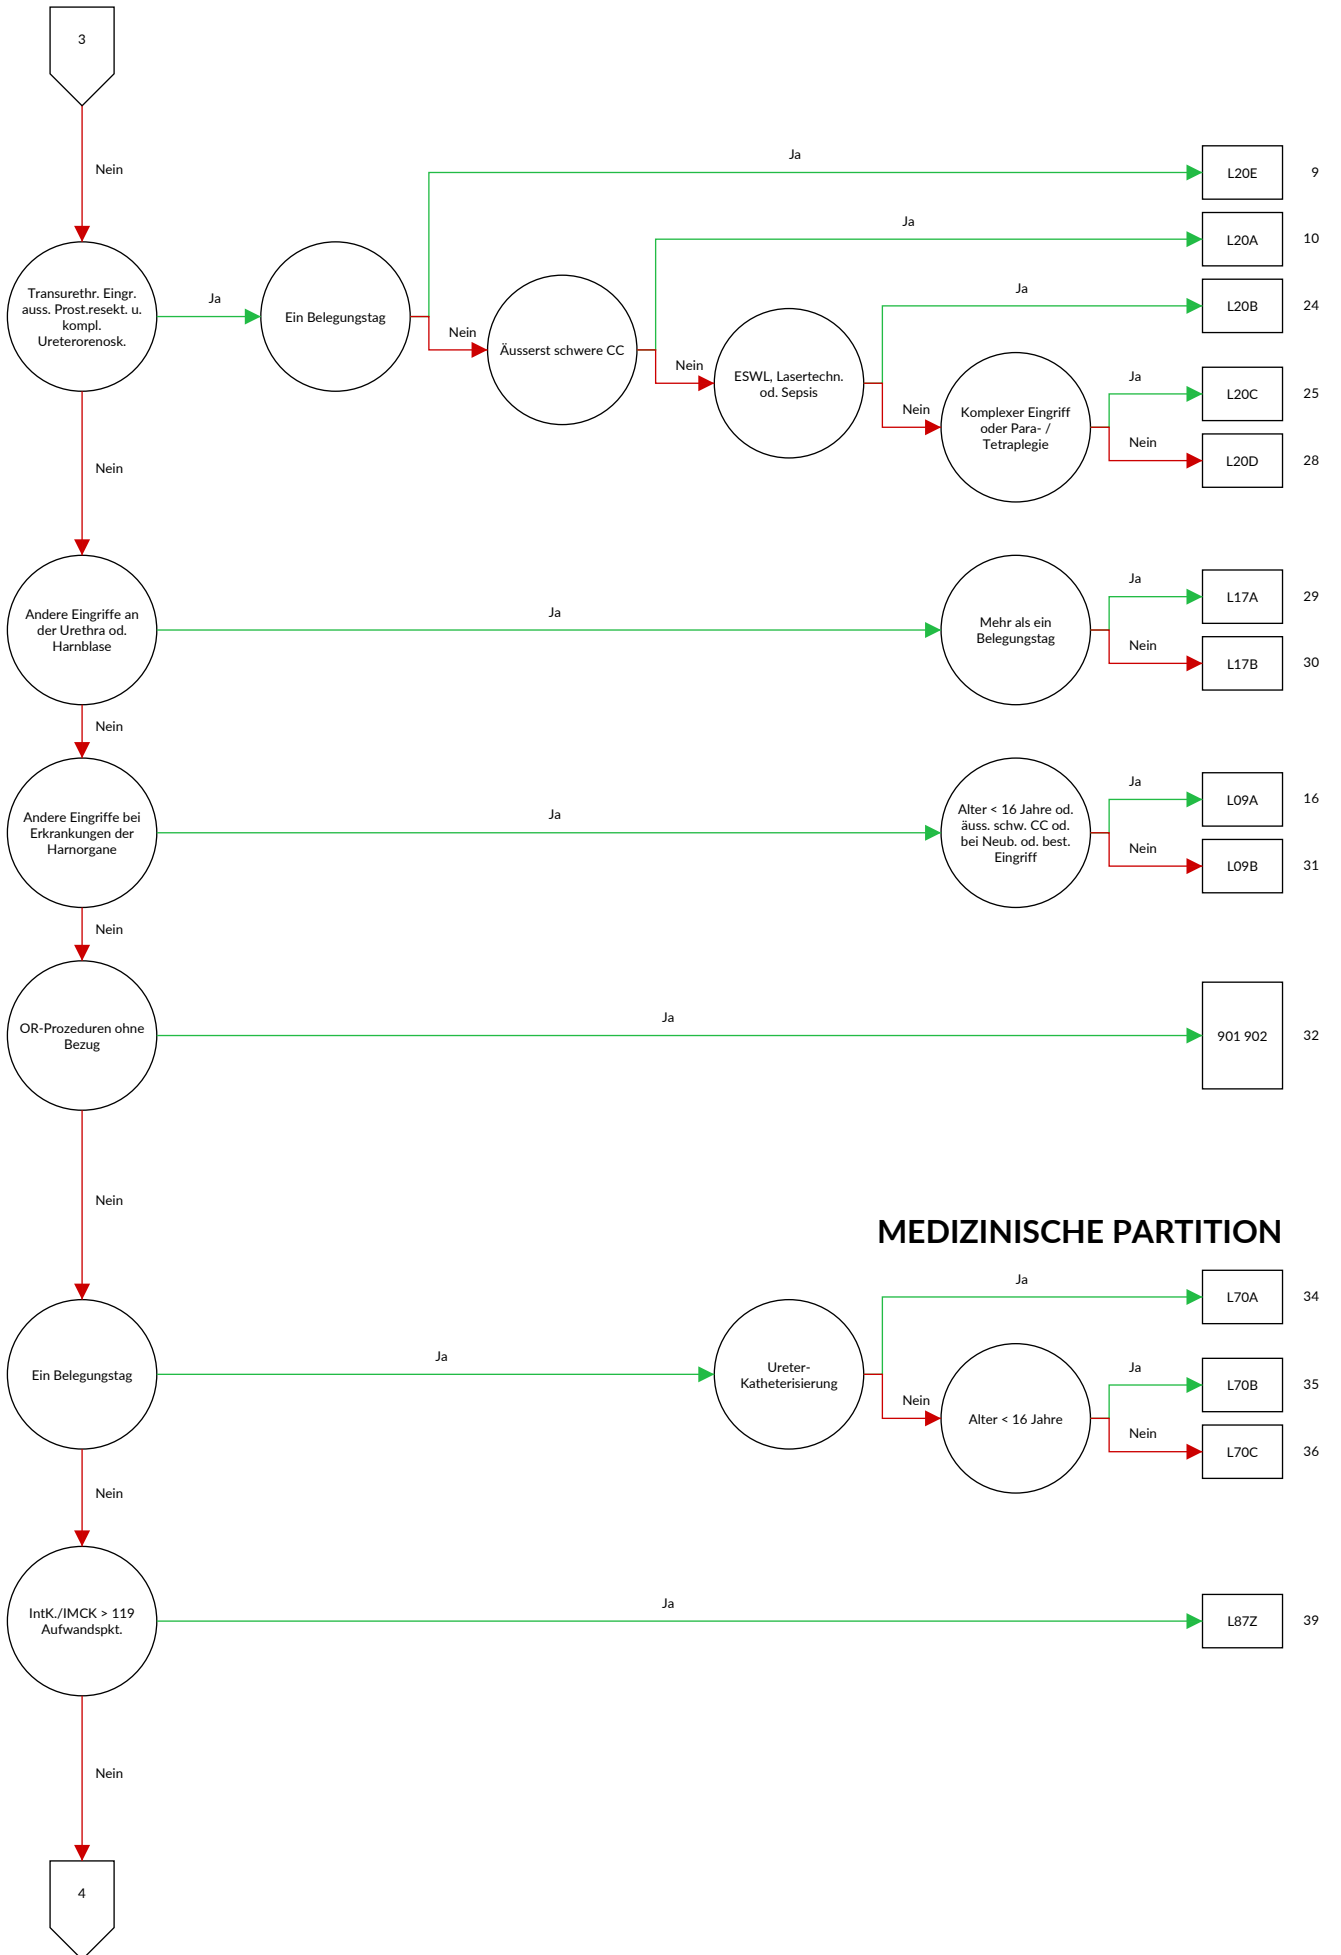 3
Nein
Ja
L20E
9
Ja
L20A
10
Transurethr. Eingr.
auss. Prost.resekt. u.
kompl.
Ureterorenosk.
Ja
Ein Belegungstag
Nein
Äusserst schwere CC
Nein
ESWL, Lasertechn.
od. Sepsis
Ja
L20B
24
Nein
Komplexer Eingriff
oder Para- /
Tetraplegie
Ja
L20C
25
Nein
L20D
28
Nein
Andere Eingriffe an
der Urethra od.
Harnblase
Ja
Mehr als ein
Belegungstag
Ja
L17A
29
Nein
L17B
30
Nein
Andere Eingriffe bei
Erkrankungen der
Harnorgane
Ja
Alter < 16 Jahre od.
äuss. schw. CC od.
bei Neub. od. best.
Eingriff
Ja
L09A
16
Nein
L09B
31
Nein
OR-Prozeduren ohne
Bezug
Ja
901 902
32
Nein
MEDIZINISCHE PARTITION
Ein Belegungstag
Ja
Ureter-
Katheterisierung
Ja
L70A
34
Nein
Alter < 16 Jahre
Ja
L70B
35
Nein
L70C
36
Nein
IntK./IMCK > 119
Aufwandspkt.
Ja
L87Z
39
Nein
4